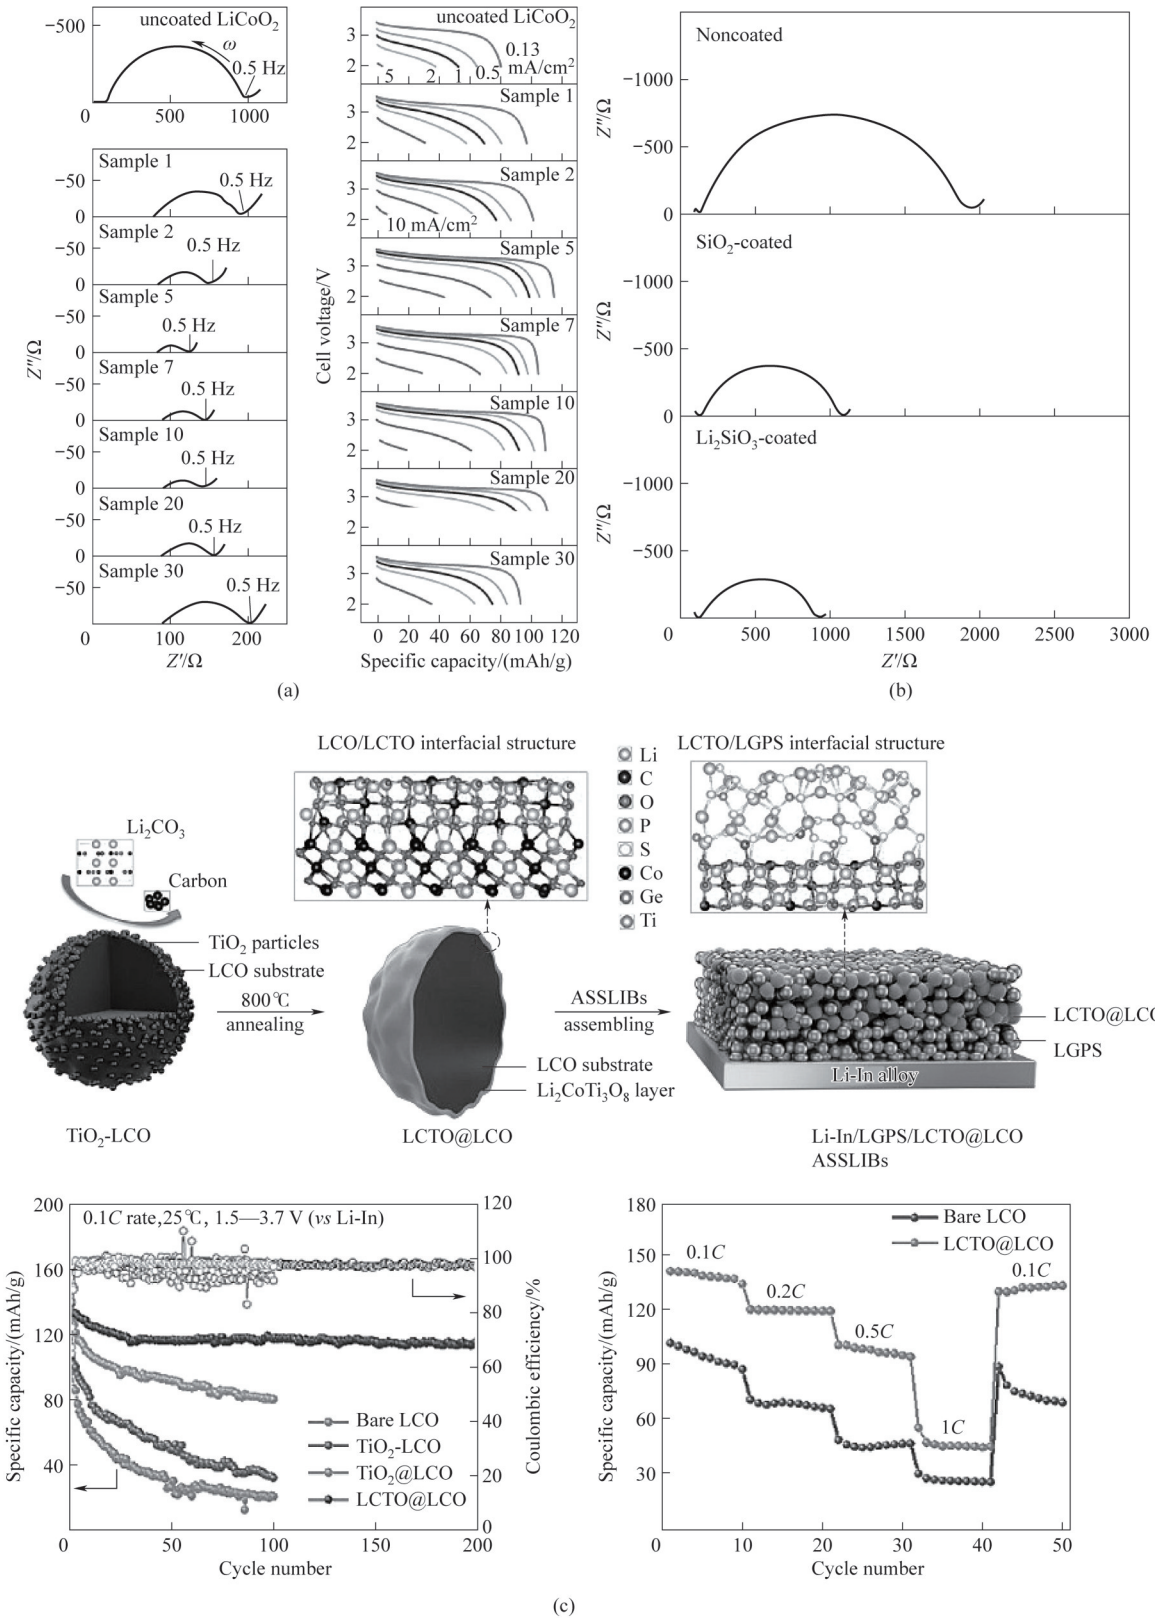 uncoated LiCoO₂
−500
ω
0.5 Hz
0
500
1000
Sample 1
−50
0.5 Hz
0
Sample 2
−50
0.5 Hz
0
Sample 5
−50
0.5 Hz
0
Sample 7
−50
0.5 Hz
0
Sample 10
−50
0.5 Hz
0
Sample 20
−50
0.5 Hz
0
Sample 30
−50
0.5 Hz
0 100 200
Z″/Ω
Z′/Ω
uncoated LiCoO₂
3
2
5 2 1 0.5
0.13
mA/cm²
Sample 1
3
2
Sample 2
3
2
10 mA/cm²
Sample 5
3
2
Sample 7
3
2
Sample 10
3
2
Sample 20
3
2
Sample 30
3
2
0 20 40 60 80 100 120
Cell voltage/V
Specific capacity/(mAh/g)
(a)
Noncoated
−1000
−500
0
Z″/Ω
SiO₂-coated
−1000
−500
0
Z″/Ω
Li₂SiO₃-coated
−1000
−500
Z″/Ω
0 500 1000 1500 2000 2500 3000
Z′/Ω
(b)
LCO/LCTO interfacial structure
Li
C
O
P
S
Co
Ge
Ti
LCTO/LGPS interfacial structure
Li₂CO₃
Carbon
TiO₂ particles
LCO substrate
800℃
annealing
TiO₂-LCO
LCO substrate
Li₂CoTi₃O₈ layer
LCTO@LCO
ASSLIBs
assembling
LCTO@LCO
LGPS
Li-In alloy
Li-In/LGPS/LCTO@LCO
ASSLIBs
0.1C rate,25℃, 1.5—3.7 V (vs Li-In)
200
160
120
80
40
0 50 100 150 200
120
100
80
60
40
20
0
Specific capacity/(mAh/g)
Coulombic efficiency/%
Cycle number
Bare LCO
TiO₂-LCO
TiO₂@LCO
LCTO@LCO
180
150
120
90
60
30
0 10 20 30 40 50
Bare LCO
LCTO@LCO
0.1C
0.2C
0.5C
1C
0.1C
Specific capacity/(mAh/g)
Cycle number
(c)